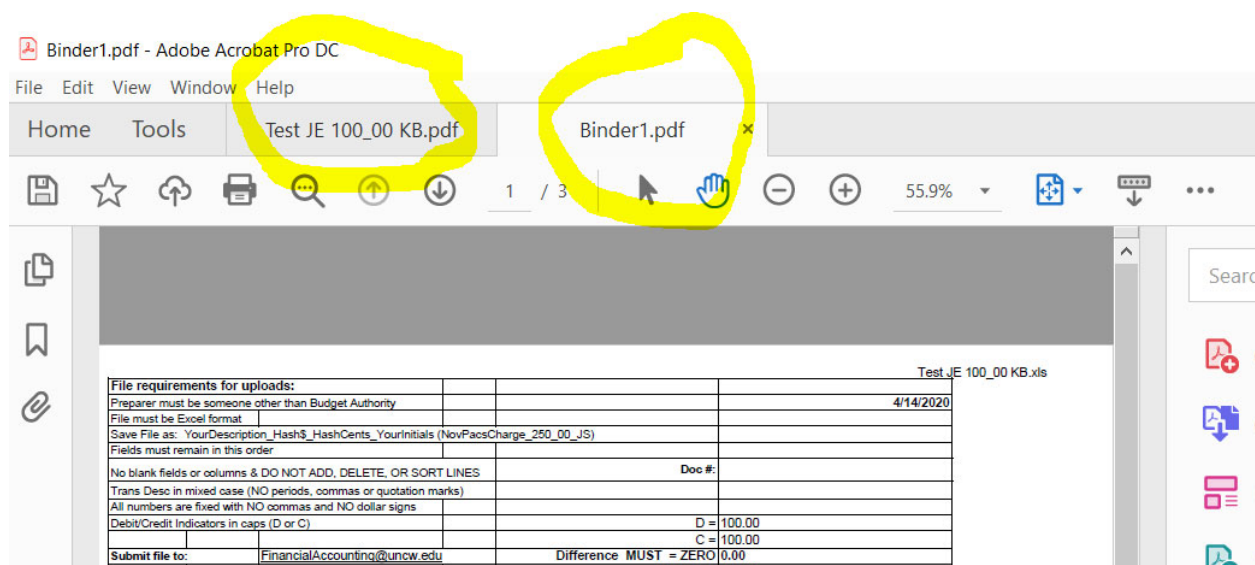 Binder1.pdf - Adobe Acrobat Pro DC
File Edit View Window Help
Home Tools Test JE 100_00 KB.pdf Binder1.pdf ×
1 / 3 55.9%
Test JE 100_00 KB.xls
File requirements for uploads:
Preparer must be someone other than Budget Authority 4/14/2020
File must be Excel format
Save File as: YourDescription_Hash$_HashCents_YourInitials (NovPacsCharge_250_00_JS)
Fields must remain in this order
No blank fields or columns & DO NOT ADD, DELETE, OR SORT LINES Doc #:
Trans Desc in mixed case (NO periods, commas or quotation marks)
All numbers are fixed with NO commas and NO dollar signs
Debit/Credit Indicators in caps (D or C) D = 100.00
C = 100.00
Submit file to: FinancialAccounting@uncw.edu Difference MUST = ZERO 0.00